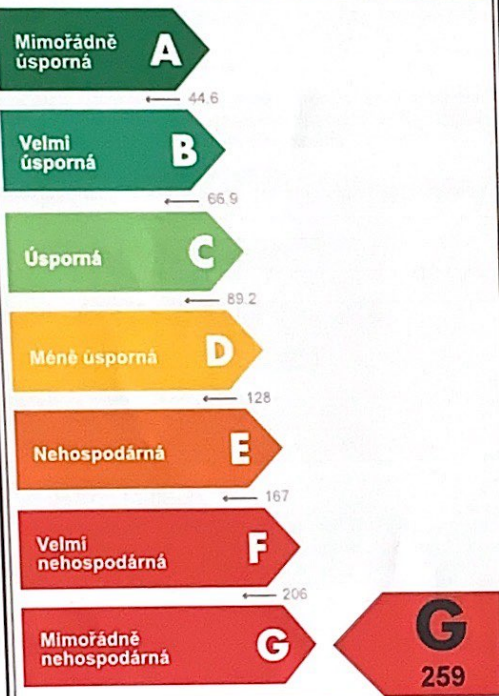 Mimořádně
úsporná
A
44.6
Velmi
úsporná
B
66.9
Úsporná
C
89.2
Méně úsporná
D
128
Nehospodárná
E
167
Velmi
nehospodárná
F
206
Mimořádně
nehospodárná
G
G
259